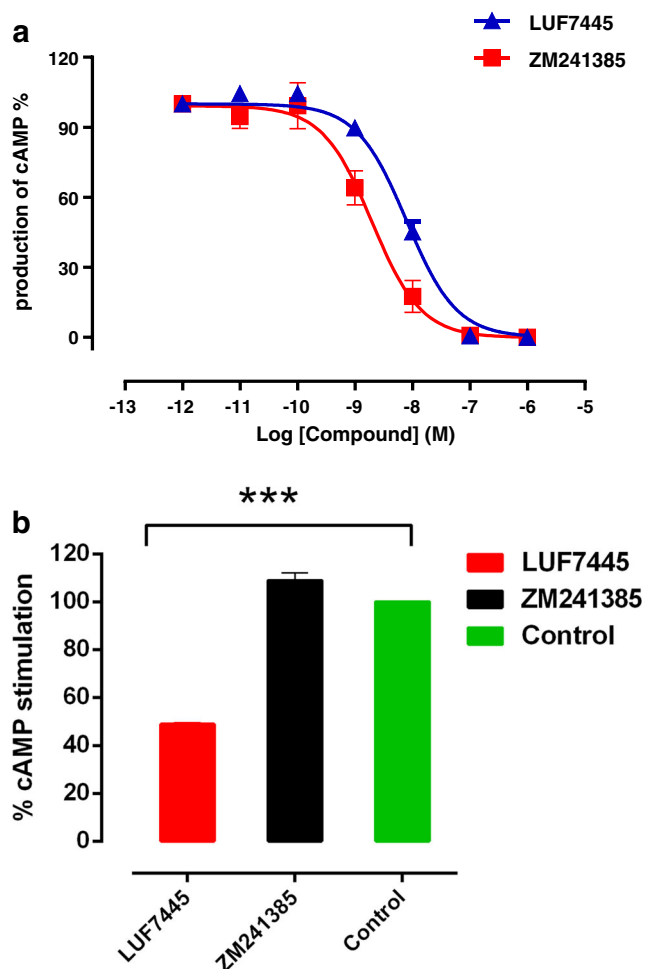 a
LUF7445
ZM241385
120
90
60
30
0
production of cAMP %
-13 -12 -11 -10 -9 -8 -7 -6 -5
Log [Compound] (M)
b
***
120
100
80
60
40
20
0
% cAMP stimulation
LUF7445
ZM241385
Control
LUF7445
ZM241385
Control